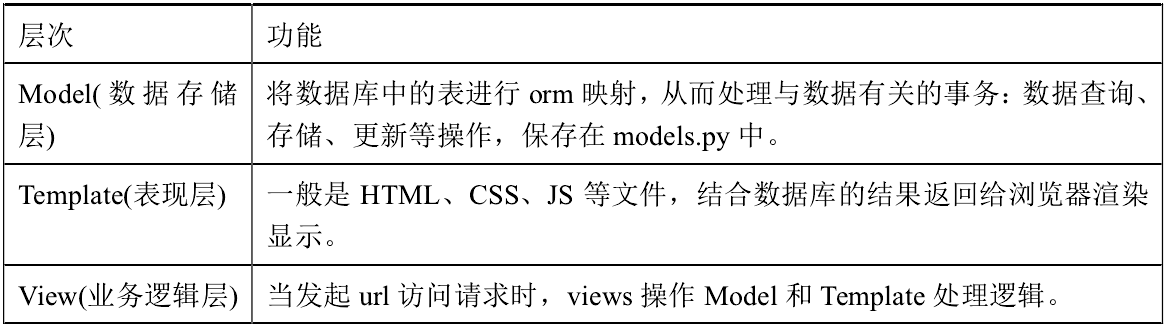 层次
功能
Model(数据存储
层)
将数据库中的表进行 orm 映射，从而处理与数据有关的事务：数据查询、
存储、更新等操作，保存在 models.py 中。
Template(表现层)
一般是 HTML、CSS、JS 等文件，结合数据库的结果返回给浏览器渲染
显示。
View(业务逻辑层)
当发起 url 访问请求时，views 操作 Model 和 Template 处理逻辑。